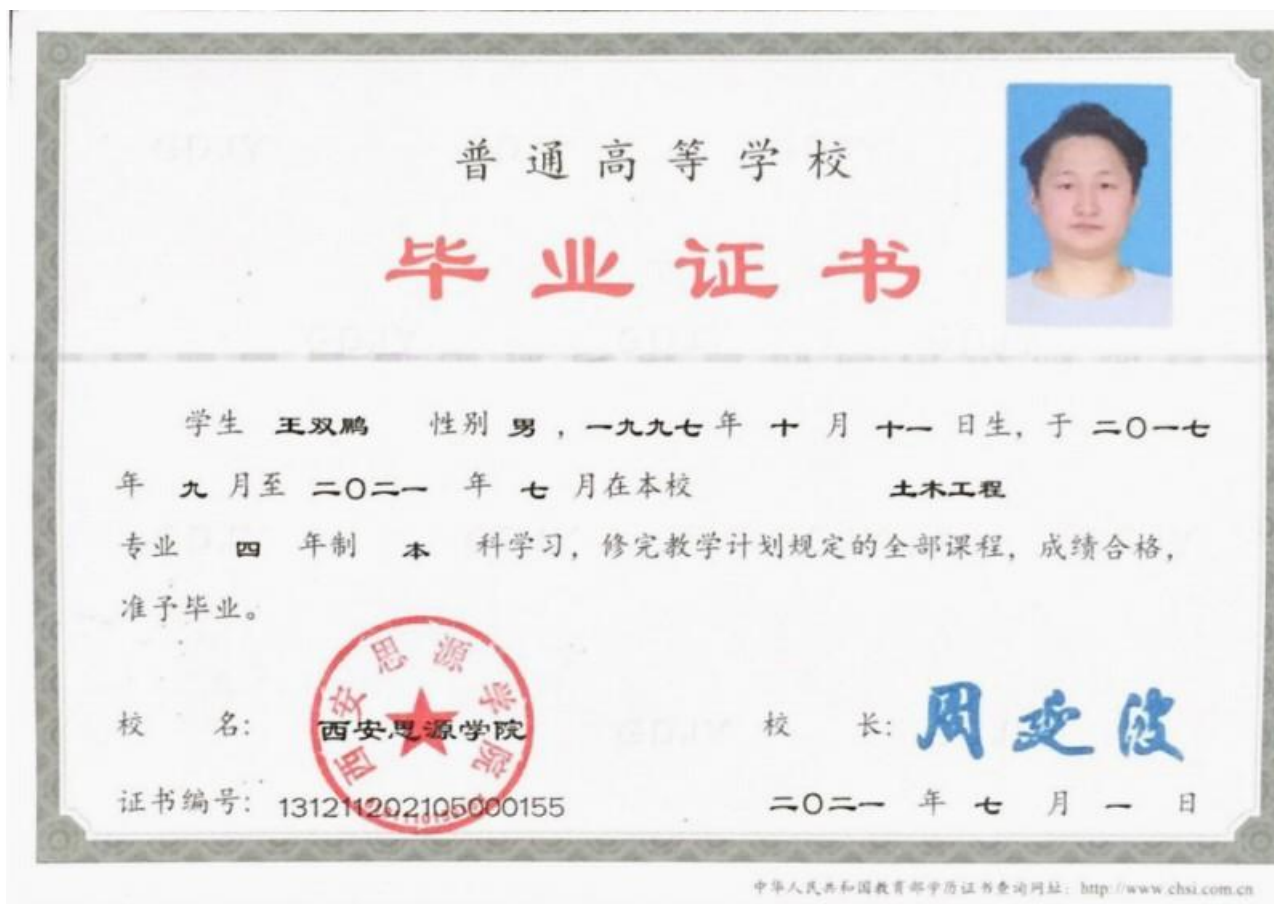 普通高等学校
毕业证书
学生 王双鹏 性别 男，一九九七年 十 月 十一 日生，于 二〇一七
年 九 月至 二〇二一 年 七 月在本校 土木工程
专业 四 年制 本 科学习，修完教学计划规定的全部课程，成绩合格，
准予毕业。
西安思源学院
校 名： 西安思源学院 校 长： 周延波
证书编号： 131211202105000155 二〇二一 年 七 月 一 日
中华人民共和国教育部学历证书查询网址：http://www.chsi.com.cn